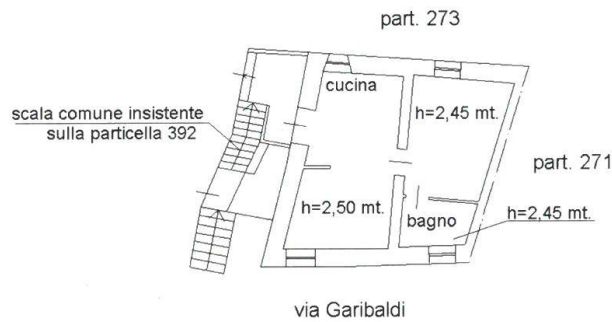 part. 273
cucina
scala comune insistente
sulla particella 392
h=2,45 mt.
part. 271
h=2,50 mt.
bagno
h=2,45 mt.
via Garibaldi